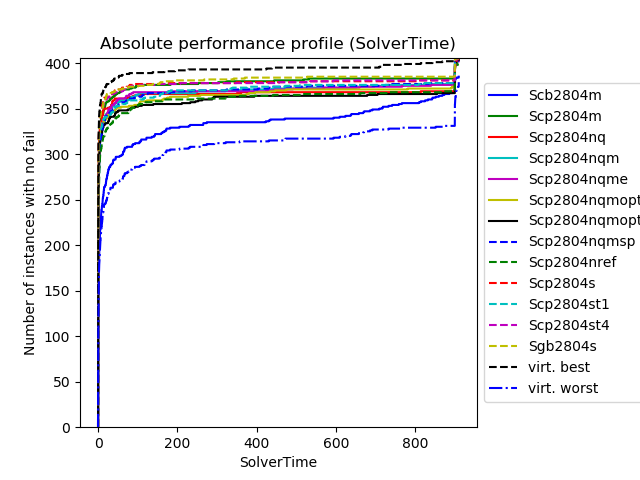 Absolute performance profile (SolverTime)
400
350
300
250
200
150
100
50
0
Number of instances with no fail
0 200 400 600 800
SolverTime
Scb2804m
Scp2804m
Scp2804nq
Scp2804nqm
Scp2804nqme
Scp2804nqmopt
Scp2804nqmopt
Scp2804nqmsp
Scp2804nref
Scp2804s
Scp2804st1
Scp2804st4
Sgb2804s
virt. best
virt. worst